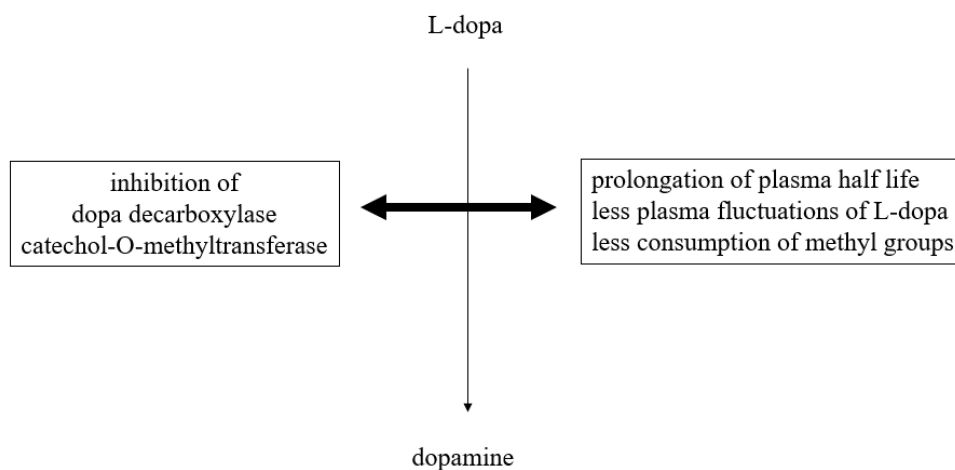 L-dopa
inhibition of
dopa decarboxylase
catechol-O-methyltransferase
prolongation of plasma half life
less plasma fluctuations of L-dopa
less consumption of methyl groups
dopamine